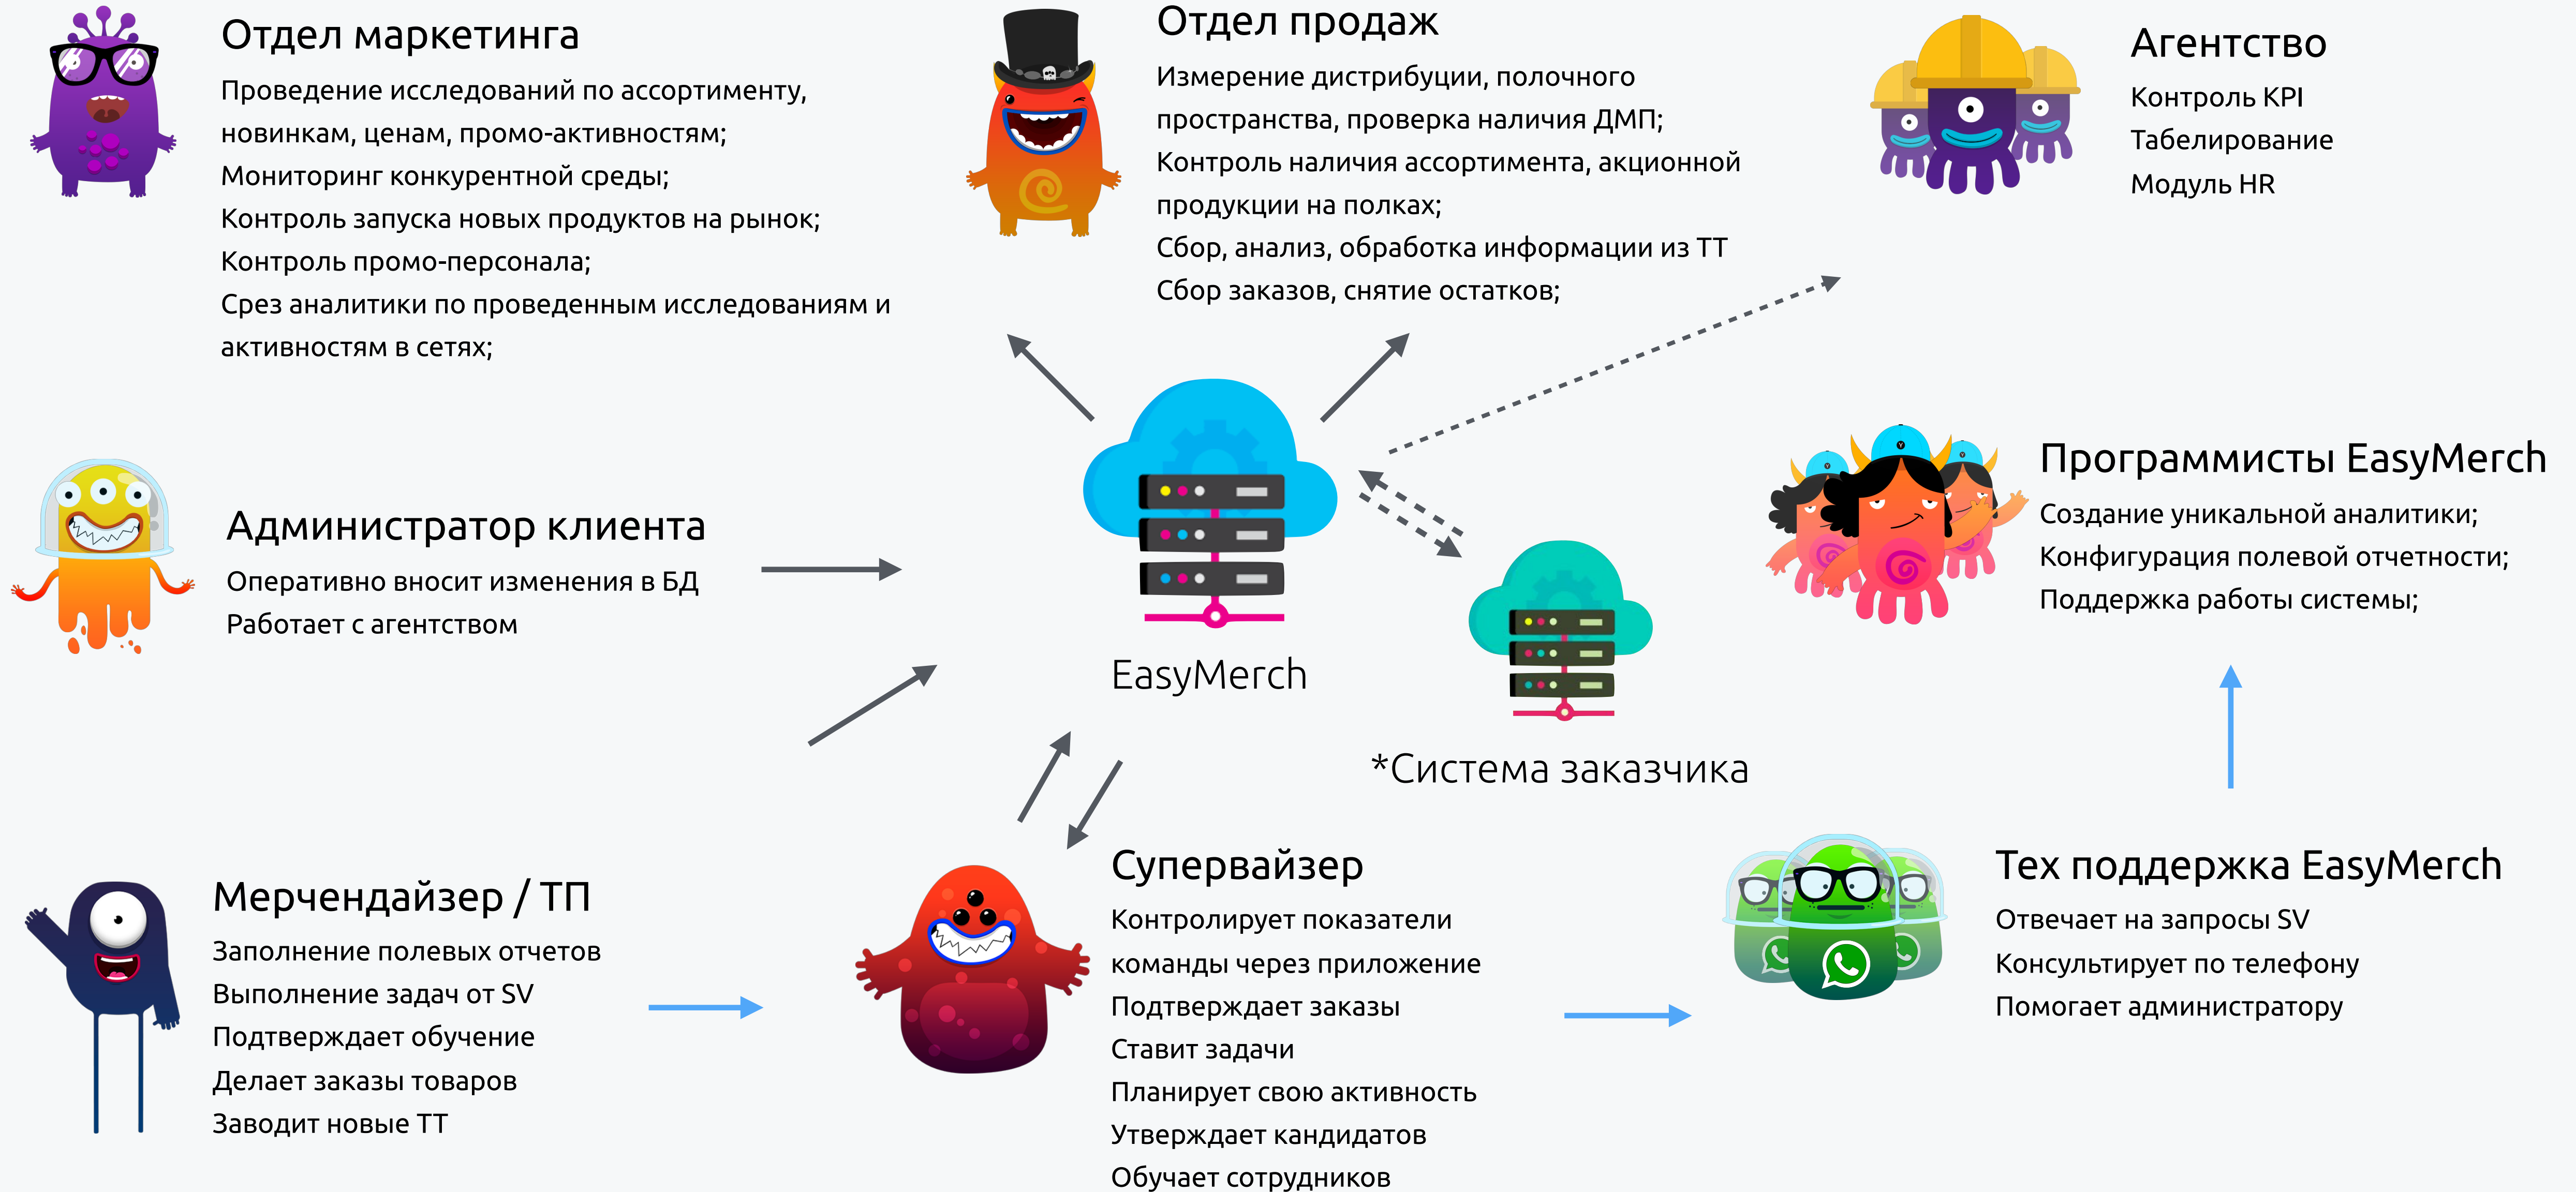 Отдел маркетинга
Проведение исследований по ассортименту,
новинкам, ценам, промо-активностям;
Мониторинг конкурентной среды;
Контроль запуска новых продуктов на рынок;
Контроль промо-персонала;
Срез аналитики по проведенным исследованиям и
активностям в сетях;
Отдел продаж
Измерение дистрибуции, полочного
пространства, проверка наличия ДМП;
Контроль наличия ассортимента, акционной
продукции на полках;
Сбор, анализ, обработка информации из ТТ
Сбор заказов, снятие остатков;
Агентство
Контроль KPI
Табелирование
Модуль HR
Администратор клиента
Оперативно вносит изменения в БД
Работает с агентством
EasyMerch
*Система заказчика
Программисты EasyMerch
Создание уникальной аналитики;
Конфигурация полевой отчетности;
Поддержка работы системы;
Мерчендайзер / ТП
Заполнение полевых отчетов
Выполнение задач от SV
Подтверждает обучение
Делает заказы товаров
Заводит новые ТТ
Супервайзер
Контролирует показатели
команды через приложение
Подтверждает заказы
Ставит задачи
Планирует свою активность
Утверждает кандидатов
Обучает сотрудников
Тех поддержка EasyMerch
Отвечает на запросы SV
Консультирует по телефону
Помогает администратору